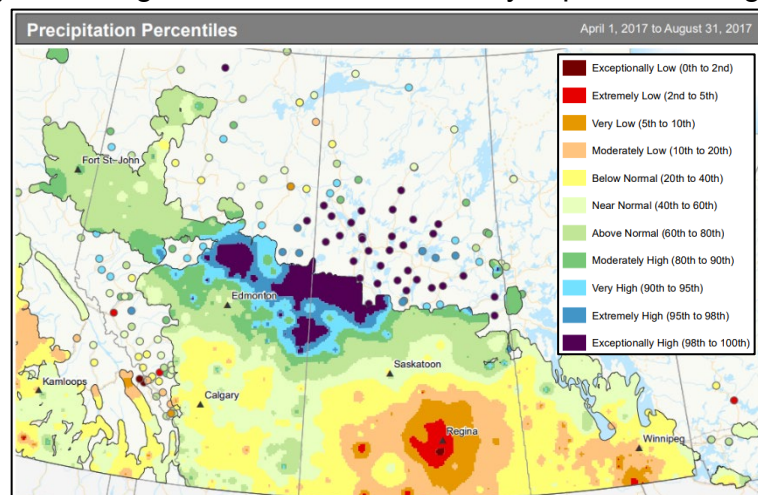 Precipitation Percentiles
April 1, 2017 to August 31, 2017
Exceptionally Low (0th to 2nd)
Extremely Low (2nd to 5th)
Very Low (5th to 10th)
Moderately Low (10th to 20th)
Below Normal (20th to 40th)
Near Normal (40th to 60th)
Above Normal (60th to 80th)
Moderately High (80th to 90th)
Very High (90th to 95th)
Extremely High (95th to 98th)
Exceptionally High (98th to 100th)
Fort St- John
Edmonton
Saskatoon
Kamloops
Calgary
Regina
Winnipeg